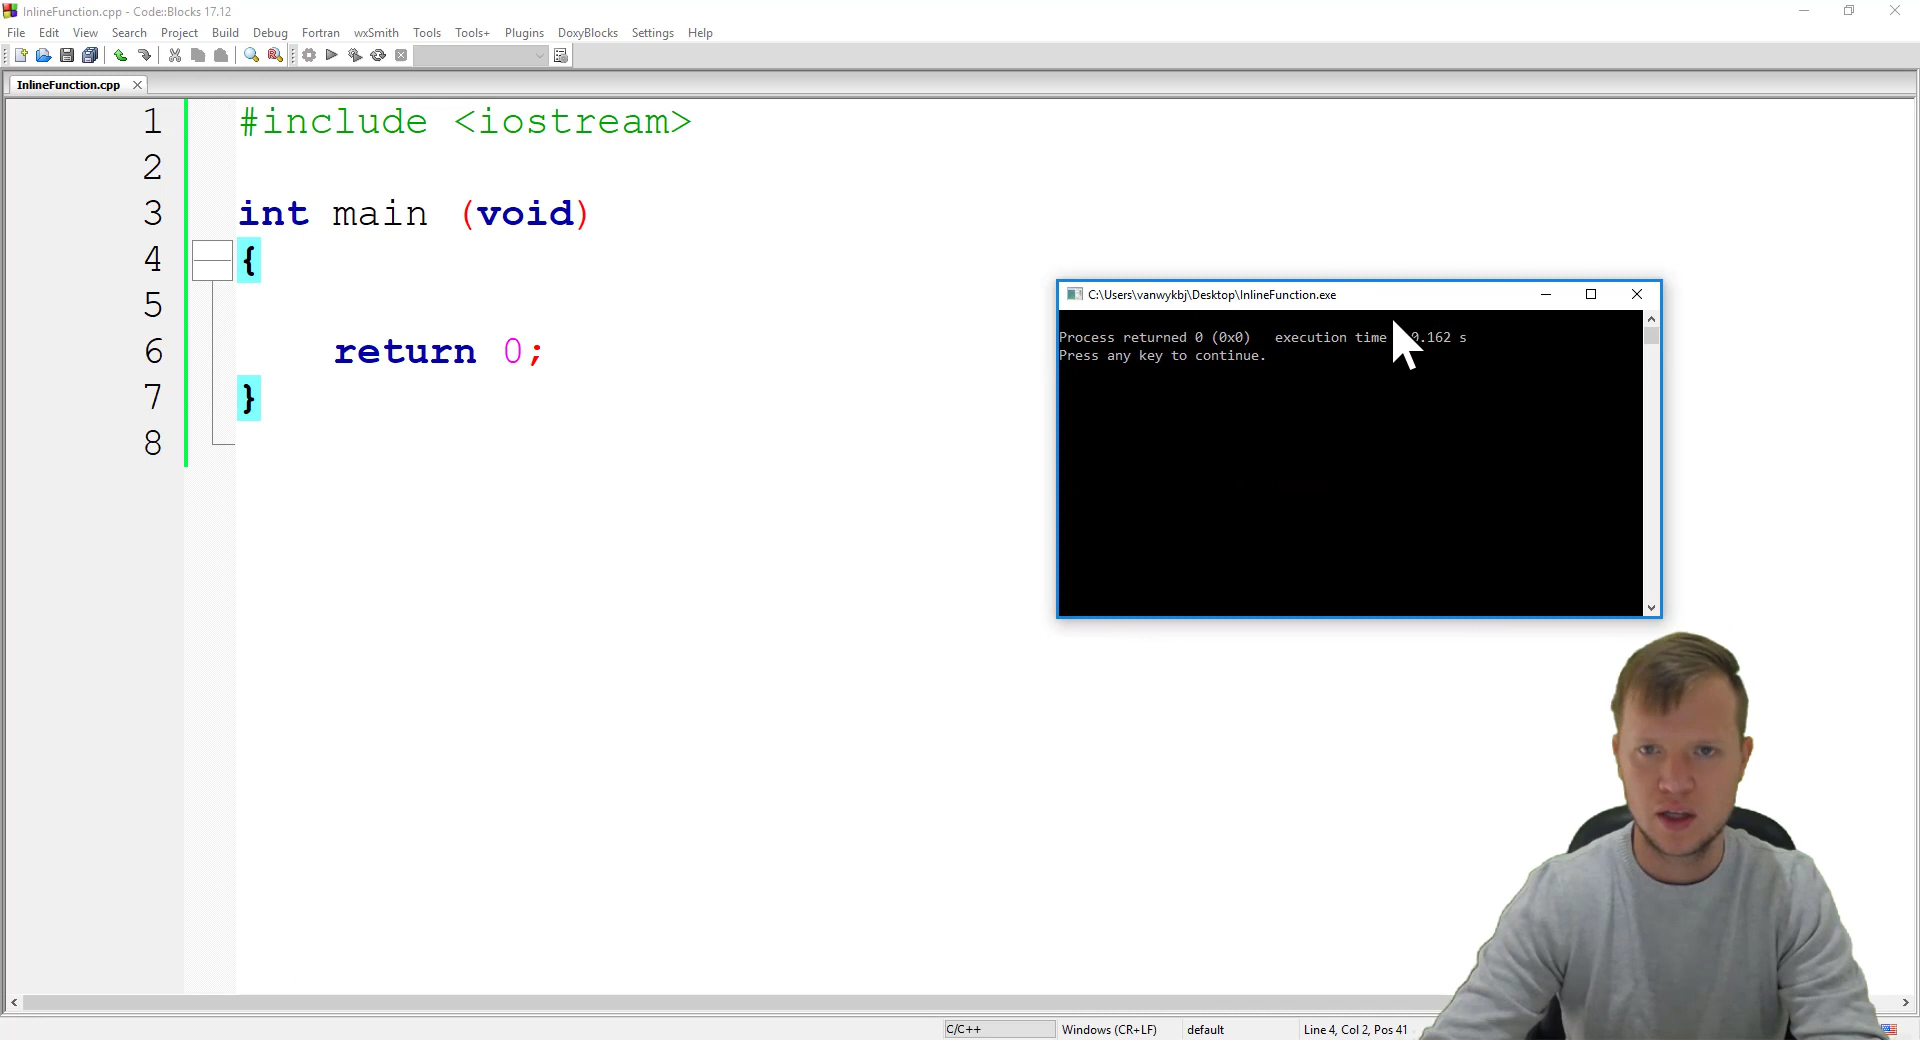 InlineFunction.cpp - Code::Blocks 17.12
File Edit View Search Project Build Debug Fortran wxSmith Tools Tools+ Plugins DoxyBlocks Settings Help
InlineFunction.cpp
1 #include <iostream>
2
3 int main (void)
4 {
5
6 return 0;
7 }
8
C:\Users\vanwykbj\Desktop\InlineFunction.exe
Process returned 0 (0x0) execution time 0.162 s
Press any key to continue.
C/C++ Windows (CR+LF) default Line 4, Col 2, Pos 41